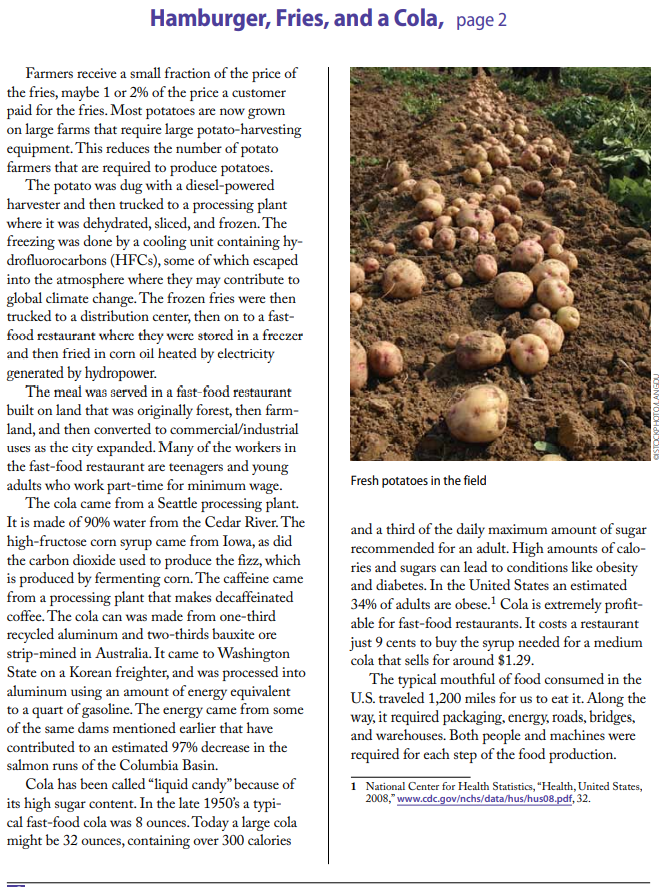 Hamburger, Fries, and a Cola, page 2
Farmers receive a small fraction of the price of
the fries, maybe 1 or 2% of the price a customer
paid for the fries. Most potatoes are now grown
on large farms that require large potato-harvesting
equipment. This reduces the number of potato
farmers that are required to produce potatoes.
The potato was dug with a diesel-powered
harvester and then trucked to a processing plant
where it was dehydrated, sliced, and frozen. The
freezing was done by a cooling unit containing hy-
drofluorocarbons (HFCs), some of which escaped
into the atmosphere where they may contribute to
global climate change. The frozen fries were then
trucked to a distribution center, then on to a fast-
food restaurant where they were stored in a freezer
and then fried in corn oil heated by electricity
generated by hydropower.
The meal was served in a fast-food restaurant
built on land that was originally forest, then farm-
land, and then converted to commercial/industrial
uses as the city expanded. Many of the workers in
the fast-food restaurant are teenagers and young
adults who work part-time for minimum wage.
The cola came from a Seattle processing plant.
It is made of 90% water from the Cedar River. The
high-fructose corn syrup came from Iowa, as did
the carbon dioxide used to produce the fizz, which
is produced by fermenting corn. The caffeine came
from a processing plant that makes decaffeinated
coffee. The cola can was made from one-third
recycled aluminum and two-thirds bauxite ore
strip-mined in Australia. It came to Washington
State on a Korean freighter, and was processed into
aluminum using an amount of energy equivalent
to a quart of gasoline. The energy came from some
of the same dams mentioned earlier that have
contributed to an estimated 97% decrease in the
salmon runs of the Columbia Basin.
Cola has been called "liquid candy" because of
its high sugar content. In the late 1950's a typi-
cal fast-food cola was 8 ounces. Today a large cola
might be 32 ounces, containing over 300 calories
©ISTOCKPHOTO/LANGDU
Fresh potatoes in the field
and a third of the daily maximum amount of sugar
recommended for an adult. High amounts of calo-
ries and sugars can lead to conditions like obesity
and diabetes. In the United States an estimated
34% of adults are obese.1 Cola is extremely profit-
able for fast-food restaurants. It costs a restaurant
just 9 cents to buy the syrup needed for a medium
cola that sells for around $1.29.
The typical mouthful of food consumed in the
U.S. traveled 1,200 miles for us to eat it. Along the
way, it required packaging, energy, roads, bridges,
and warehouses. Both people and machines were
required for each step of the food production.
1 National Center for Health Statistics, "Health, United States,
2008," www.cdc.gov/nchs/data/hus/hus08.pdf, 32.